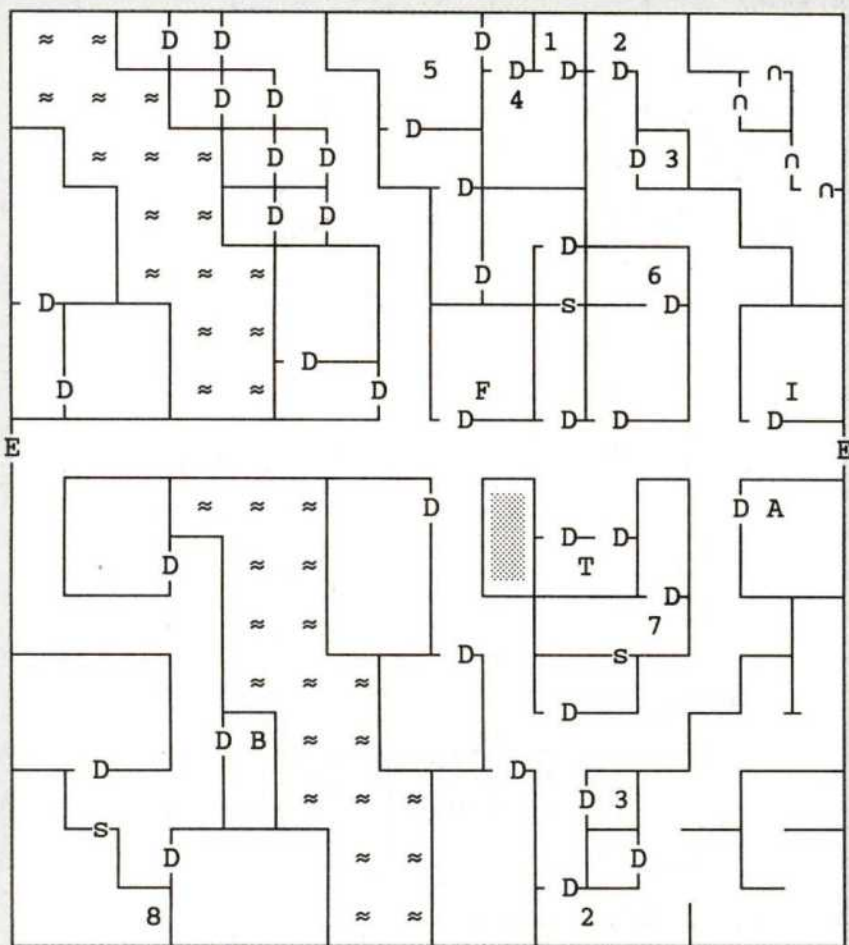 ≈ ≈ D D D 1 2
5 D D D ∩
≈ ≈ ≈ D D 4 ∩
D
≈ ≈ ≈ D D D 3 ∩
D ∩
≈ ≈ D D
D
≈ ≈ ≈ D 6
D S D
≈ ≈
D
D ≈ ≈ D F I
D D D D
E E
≈ ≈ ≈ D D A
D D
D ≈ ≈ T
D
≈ ≈ 7
D S
≈ ≈ ≈
D
D B ≈ ≈
D D
≈ ≈ ≈ D 3
S
D ≈ ≈ D
D
8 ≈ ≈ 2